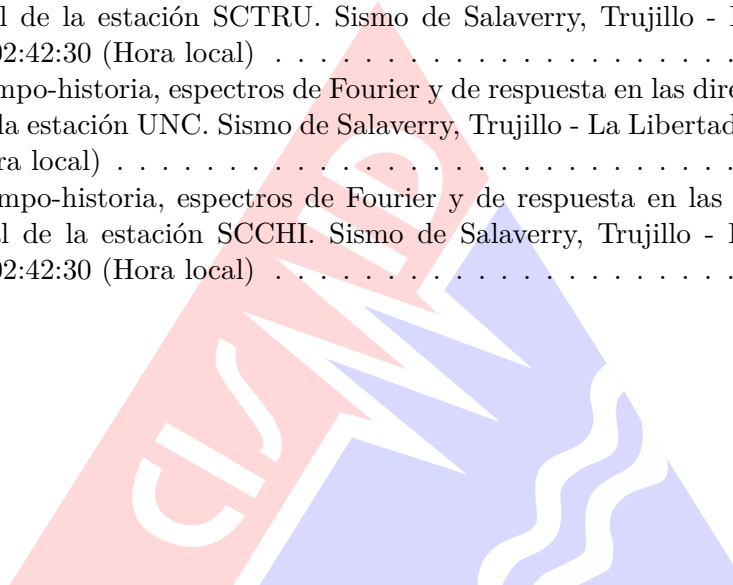 l de la estación SCTRU. Sismo de Salaverry, Trujillo -
02:42:30 (Hora local) . . . . . . . . . . . . . . . . . . . . . .
mpo-historia, espectros de Fourier y de respuesta en las dire
la estación UNC. Sismo de Salaverry, Trujillo - La Libertad
ra local) . . . . . . . . . . . . . . . . . . . . . . . . . . . . .
mpo-historia, espectros de Fourier y de respuesta en las
l de la estación SCCHI. Sismo de Salaverry, Trujillo -
02:42:30 (Hora local) . . . . . . . . . . . . . . . . . . . . . .
CISMID